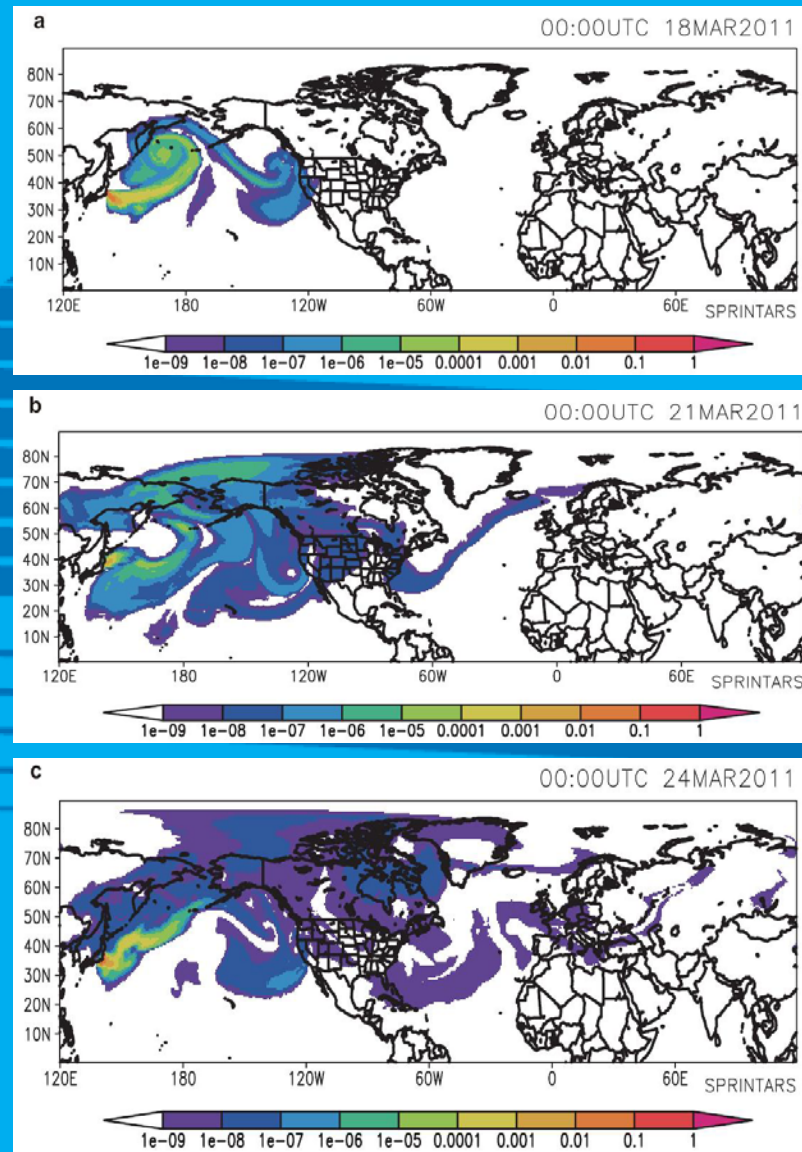 a
00:00UTC 18MAR2011
80N
70N
60N
50N
40N
30N
20N
10N
120E 180 120W 60W 0 60E
SPRINTARS
1e-09 1e-08 1e-07 1e-06 1e-05 0.0001 0.001 0.01 0.1 1
b
00:00UTC 21MAR2011
80N
70N
60N
50N
40N
30N
20N
10N
120E 180 120W 60W 0 60E
SPRINTARS
1e-09 1e-08 1e-07 1e-06 1e-05 0.0001 0.001 0.01 0.1 1
c
00:00UTC 24MAR2011
80N
70N
60N
50N
40N
30N
20N
10N
120E 180 120W 60W 0 60E
SPRINTARS
1e-09 1e-08 1e-07 1e-06 1e-05 0.0001 0.001 0.01 0.1 1